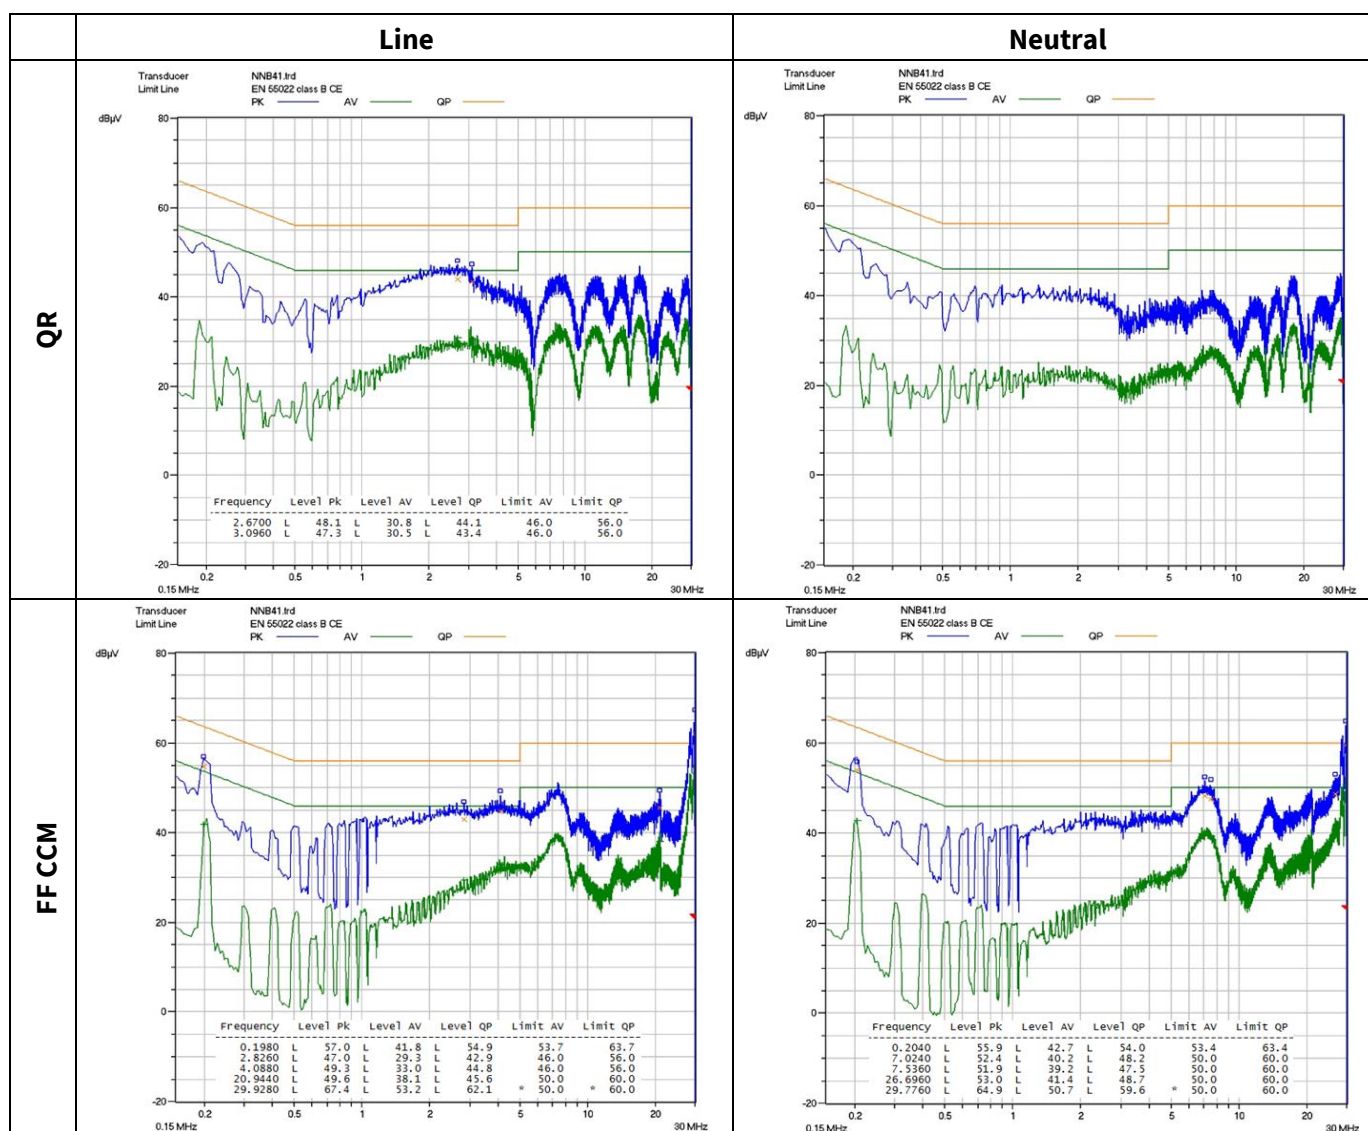 Line
Neutral
QR
Transducer NNB41.trd
Limit Line EN 55022 class B CE
PK AV QP
dBµV
80
60
40
20
0
-20
Frequency Level Pk Level AV Level QP Limit AV Limit QP
2.6700 L 48.1 L 30.8 L 44.1 46.0 56.0
3.0960 L 47.3 L 30.5 L 43.4 46.0 56.0
0.2 0.5 1 2 5 10 20
0.15 MHz 30 MHz
Transducer NNB41.trd
Limit Line EN 55022 class B CE
PK AV QP
dBµV
80
60
40
20
0
-20
0.2 0.5 1 2 5 10 20
0.15 MHz 30 MHz
FF CCM
Transducer NNB41.trd
Limit Line EN 55022 class B CE
PK AV QP
dBµV
80
60
40
20
0
-20
Frequency Level Pk Level AV Level QP Limit AV Limit QP
0.1980 L 57.0 L 41.8 L 54.9 53.7 63.7
2.8260 L 47.0 L 29.3 L 42.9 46.0 56.0
4.0880 L 49.3 L 33.0 L 44.8 46.0 56.0
20.9440 L 49.6 L 38.1 L 45.6 50.0 60.0
29.9280 L 67.4 L 53.2 L 62.1 * 50.0 * 60.0
0.2 0.5 1 2 5 10 20
0.15 MHz 30 MHz
Transducer NNB41.trd
Limit Line EN 55022 class B CE
PK AV QP
dBµV
80
60
40
20
0
-20
Frequency Level Pk Level AV Level QP Limit AV Limit QP
0.2040 L 55.9 L 42.7 L 54.0 53.4 63.4
7.0240 L 52.4 L 40.2 L 48.2 50.0 60.0
7.5360 L 51.9 L 39.2 L 47.5 50.0 60.0
26.6960 L 53.0 L 41.4 L 48.7 50.0 60.0
29.7760 L 64.9 L 50.7 L 59.6 * 50.0 60.0
0.2 0.5 1 2 5 10 20
0.15 MHz 30 MHz